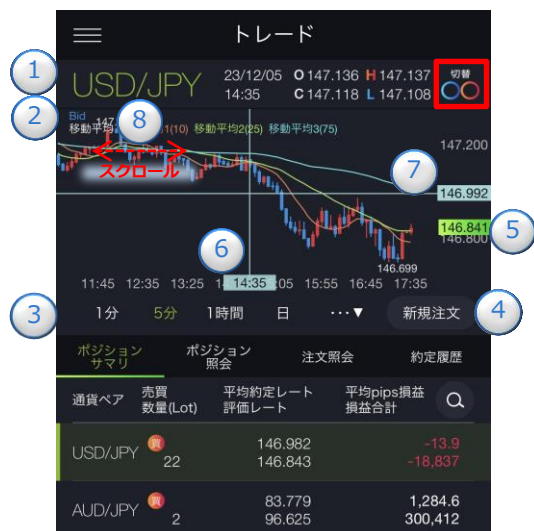 トレード
1
USD/JPY
23/12/05 O 147.136 H 147.137
14:35 C 147.118 L 147.108
切替
2
Bid
8
移動平均 1(10) 移動平均2(25) 移動平均3(75)
147.200
スクロール
7
146.992
146.841
5
146.800
6
146.699
11:45 12:35 13:25 14:35 :05 15:55 16:45 17:35
3
1分 5分 1時間 日 ···▼ 新規注文
4
ポジション
サマリ
ポジション
照会
注文照会
約定履歴
通貨ペア
売買
数量(Lot)
平均約定レート
評価レート
平均pips損益
損益合計
USD/JPY 買 146.982 -13.9
22 146.843 -18,837
AUD/JPY 買 83.779 1,284.6
2 96.625 300,412